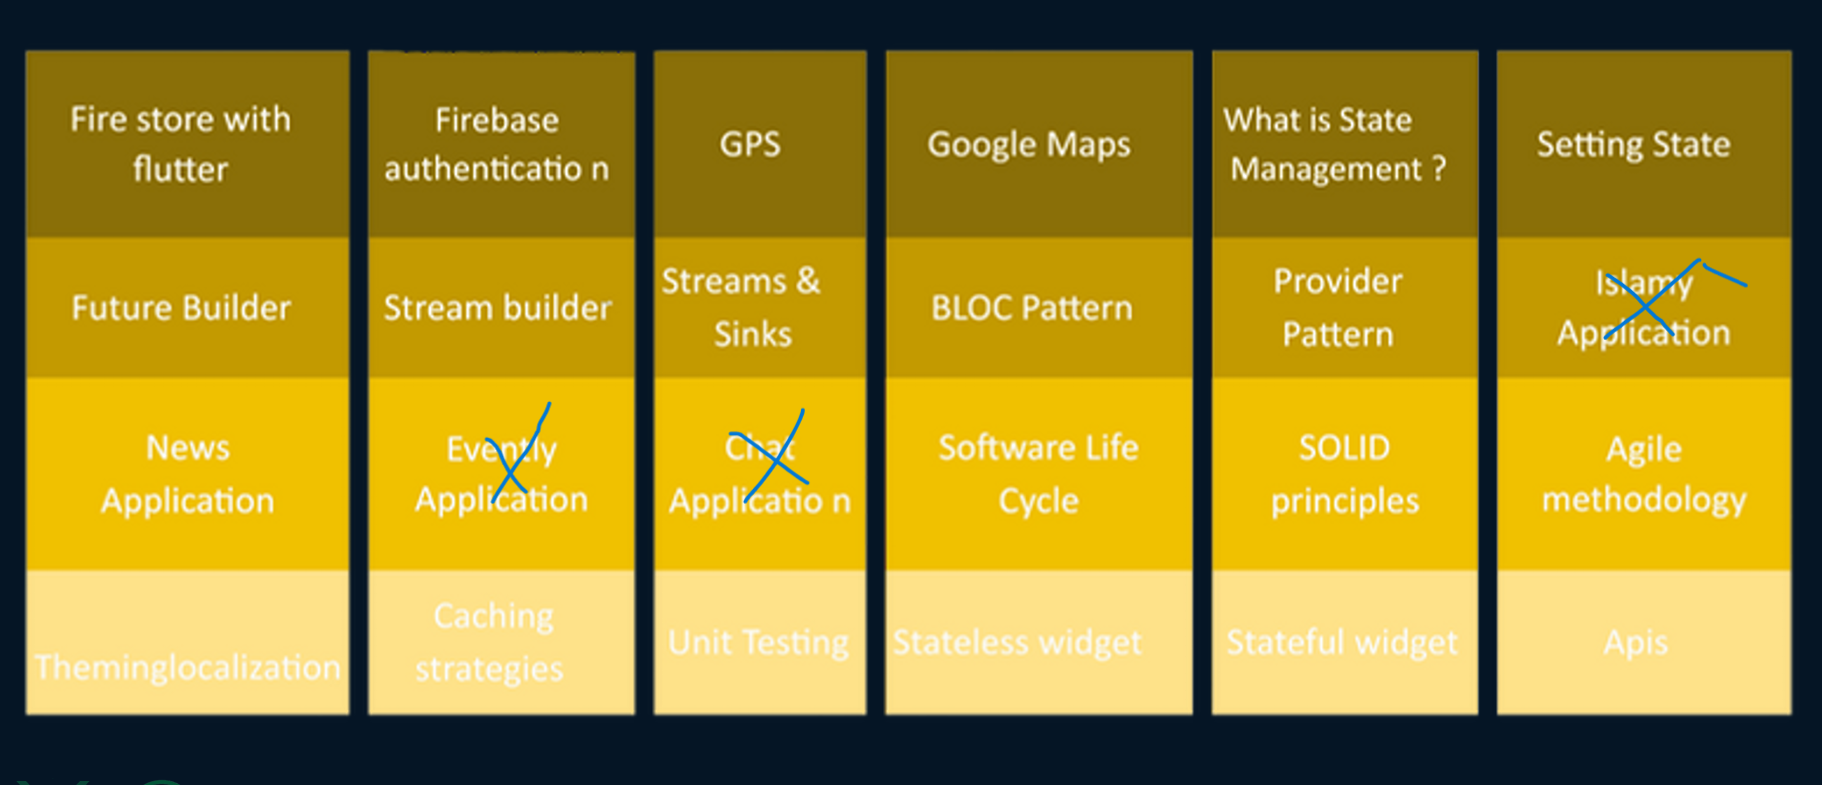 Fire store with
flutter
Firebase
authenticatio n
GPS
Google Maps
What is State
Management ?
Setting State
Future Builder
Stream builder
Streams &
Sinks
BLOC Pattern
Provider
Pattern
Islamy
Application
News
Application
Evently
Application
Chat
Applicatio n
Software Life
Cycle
SOLID
principles
Agile
methodology
Theminglocalization
Caching
strategies
Unit Testing
Stateless widget
Stateful widget
Apis